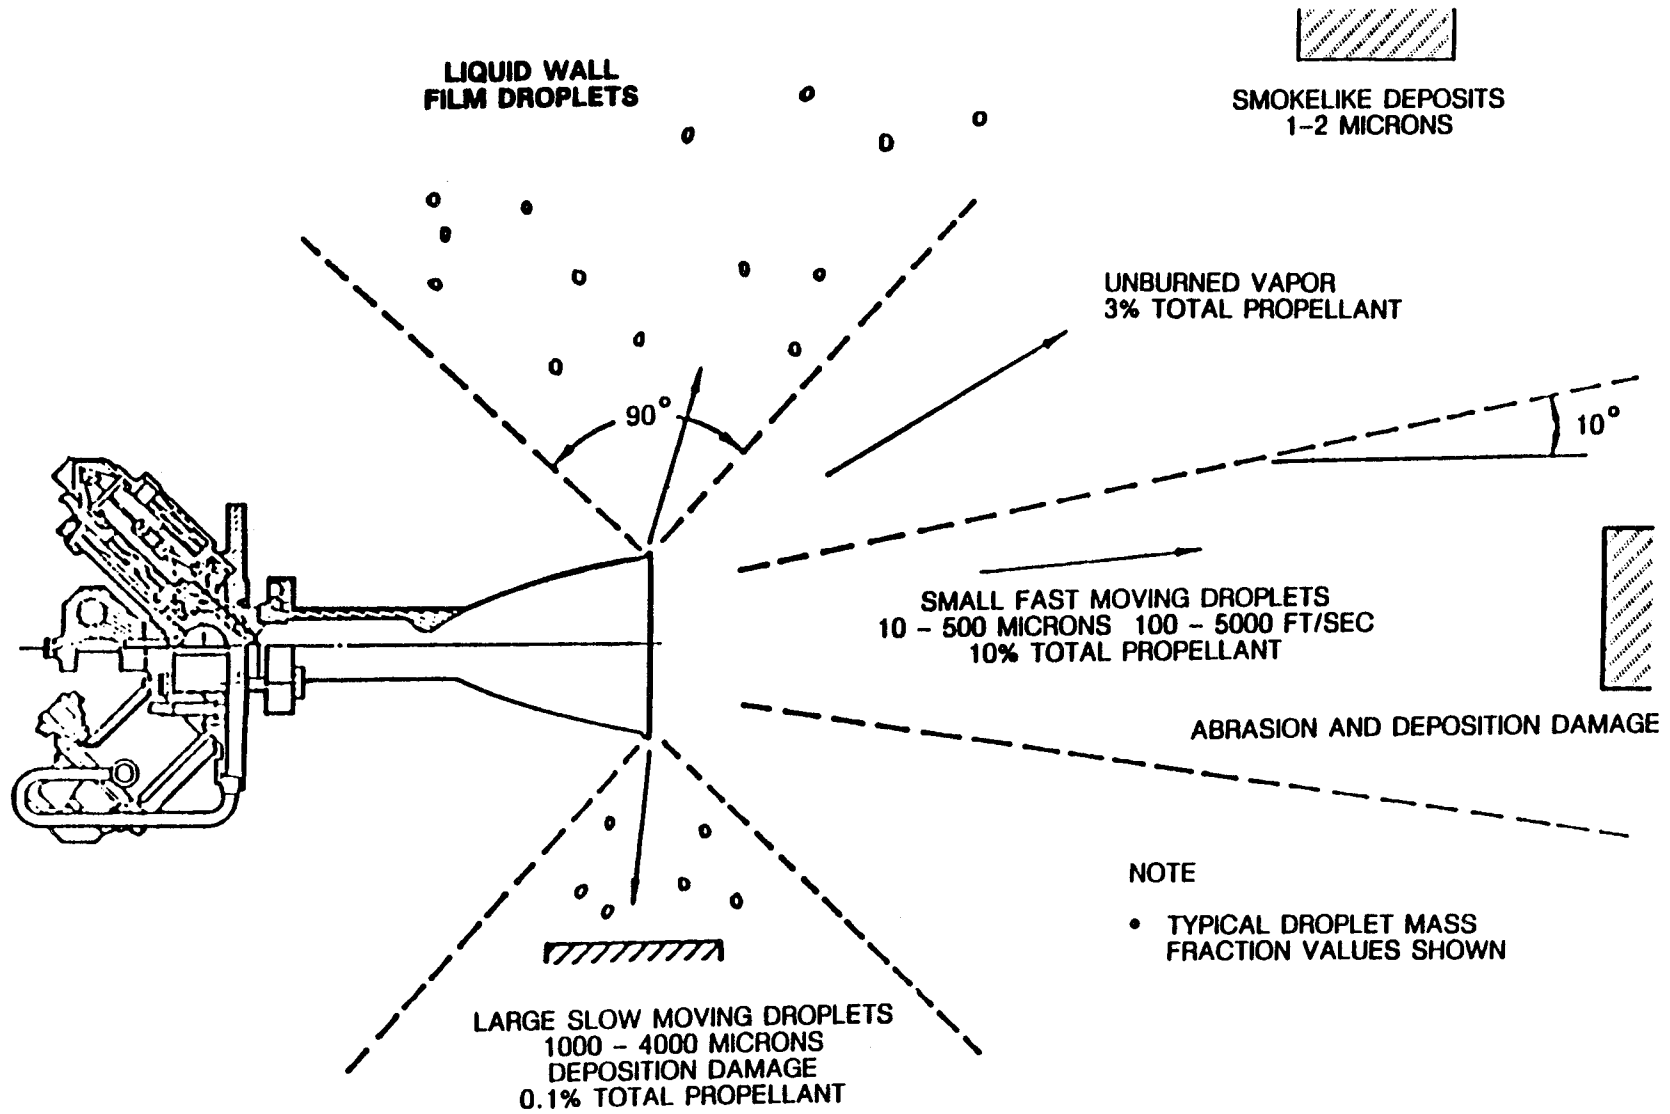 LIQUID WALL
FILM DROPLETS
SMOKELIKE DEPOSITS
1-2 MICRONS
UNBURNED VAPOR
3% TOTAL PROPELLANT
90°
10°
SMALL FAST MOVING DROPLETS
10 - 500 MICRONS 100 - 5000 FT/SEC
10% TOTAL PROPELLANT
ABRASION AND DEPOSITION DAMAGE
NOTE
• TYPICAL DROPLET MASS
FRACTION VALUES SHOWN
LARGE SLOW MOVING DROPLETS
1000 - 4000 MICRONS
DEPOSITION DAMAGE
0.1% TOTAL PROPELLANT